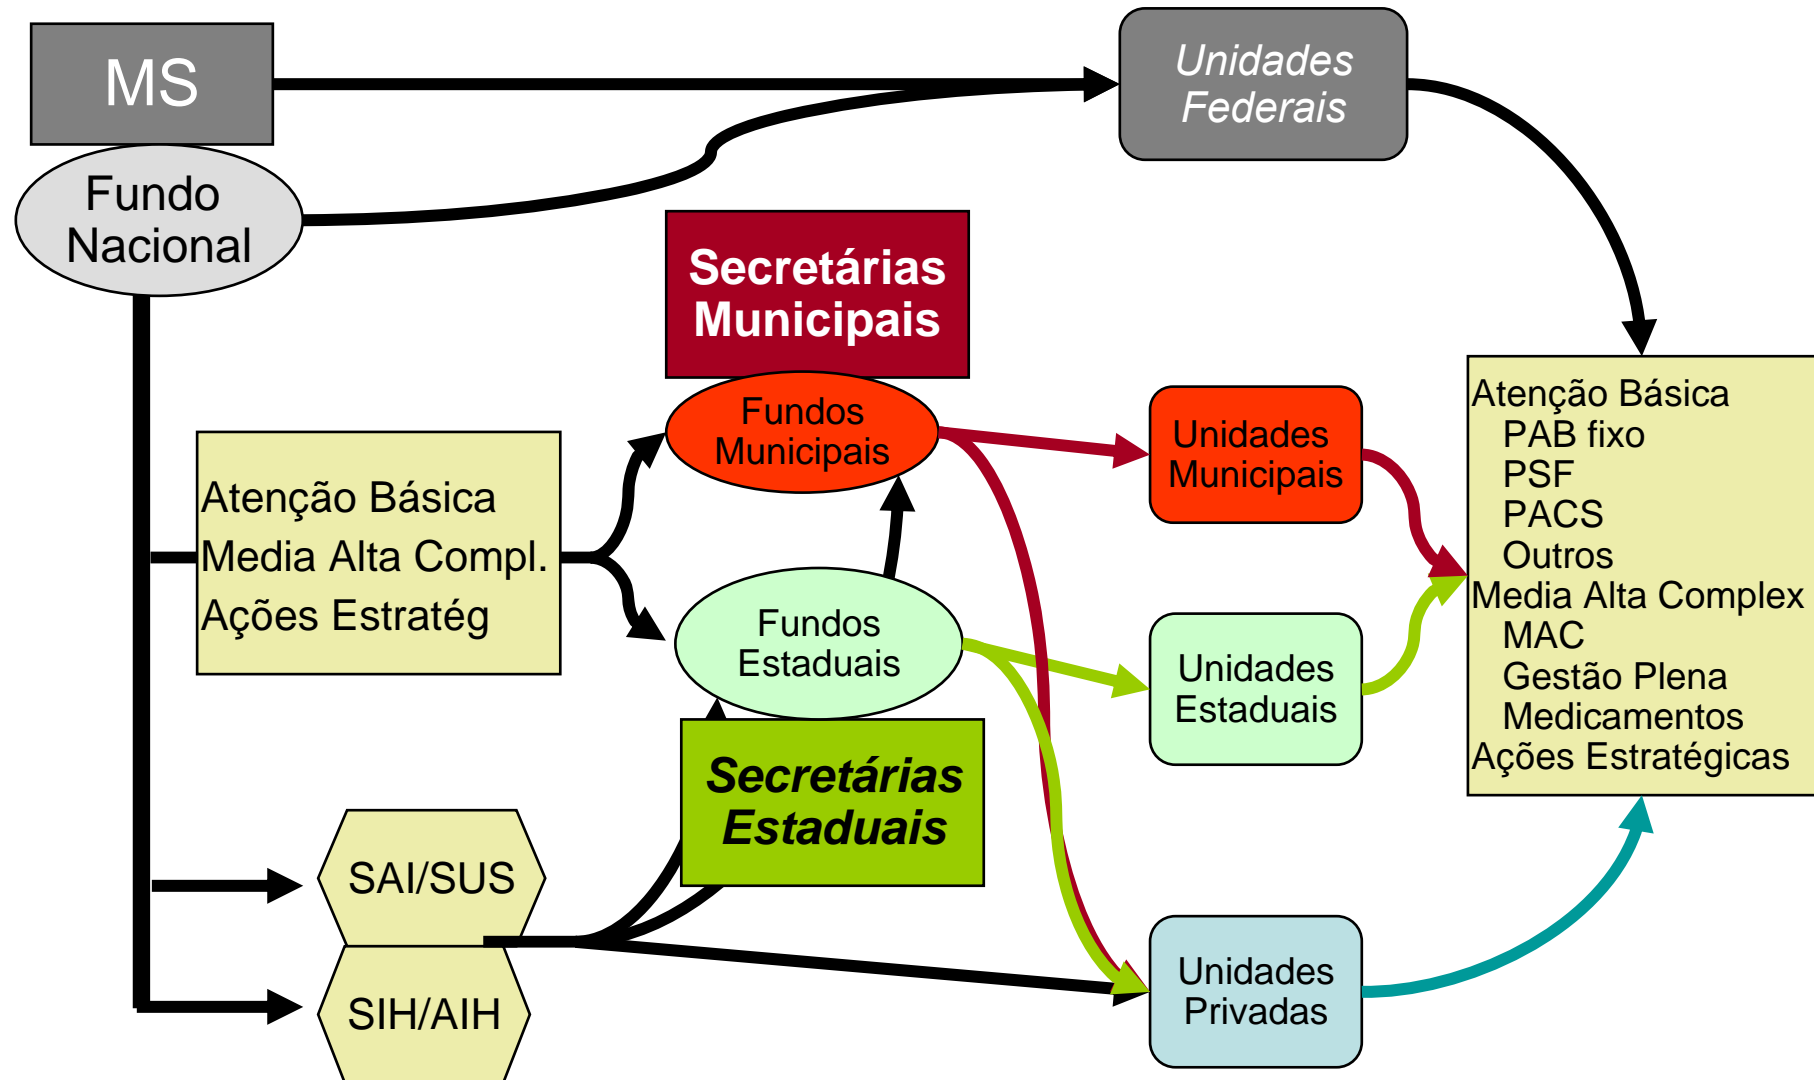 MS
Unidades
Federais
Fundo
Nacional
Secretárias
Municipais
Fundos
Municipais
Unidades
Municipais
Atenção Básica
Media Alta Compl.
Ações Estratég
Fundos
Estaduais
Unidades
Estaduais
Secretárias
Estaduais
SAI/SUS
SIH/AIH
Unidades
Privadas
Atenção Básica
PAB fixo
PSF
PACS
Outros
Media Alta Complex
MAC
Gestão Plena
Medicamentos
Ações Estratégicas